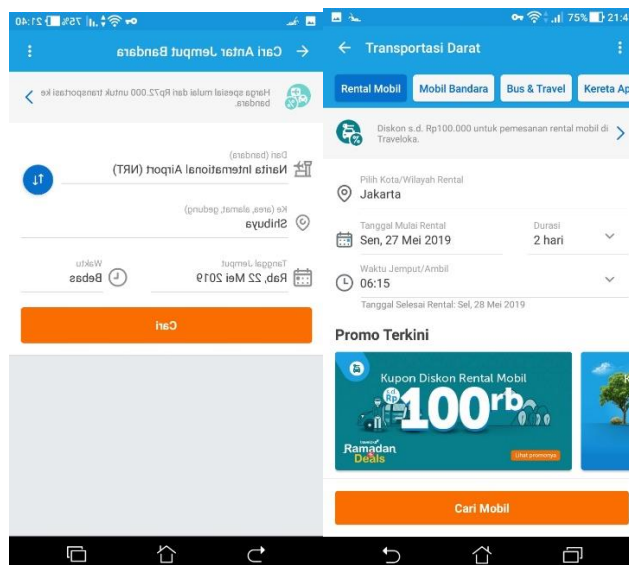 75% 21:40
Cari Antar Jemput Bandara
Harga spesial mulai dari Rp72.000 untuk transportasi ke
bandara.
Dari (bandara)
Narita International Airport (NRT)
Ke (area, alamat, gedung)
Shibuya
Tanggal Jemput
Waktu
Rab, 22 Mei 2019
Bebas
Cari
75% 21:4
Transportasi Darat
Rental Mobil
Mobil Bandara
Bus & Travel
Kereta Ap
Diskon s.d. Rp100.000 untuk pemesanan rental mobil di
Traveloka.
Pilih Kota/Wilayah Rental
Jakarta
Tanggal Mulai Rental
Durasi
Sen, 27 Mei 2019
2 hari
Waktu Jemput/Ambil
06:15
Tanggal Selesai Rental: Sel, 28 Mei 2019
Promo Terkini
Kupon Diskon Rental Mobil
s.d
Rp
100rb
Ramadan
Deals
Lihat promonya
Cari Mobil